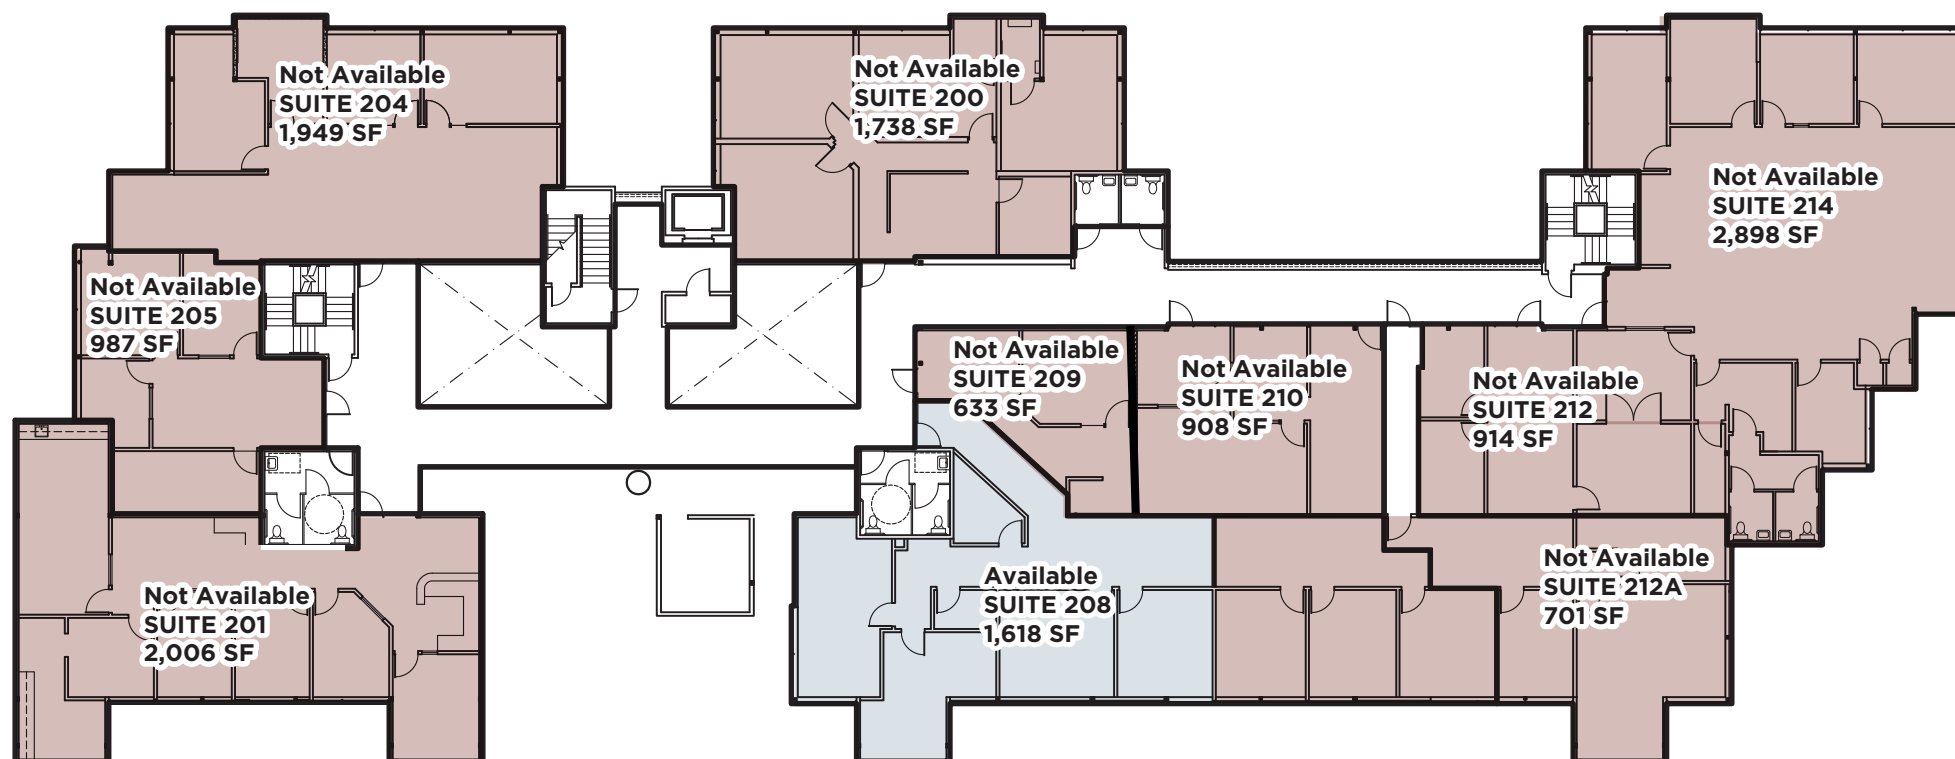 Not Available
SUITE 204
1,949 SF
Not Available
SUITE 200
1,738 SF
Not Available
SUITE 214
2,898 SF
Not Available
SUITE 205
987 SF
Not Available
SUITE 209
633 SF
Not Available
SUITE 210
908 SF
Not Available
SUITE 212
914 SF
Not Available
SUITE 201
2,006 SF
Available
SUITE 208
1,618 SF
Not Available
SUITE 212A
701 SF